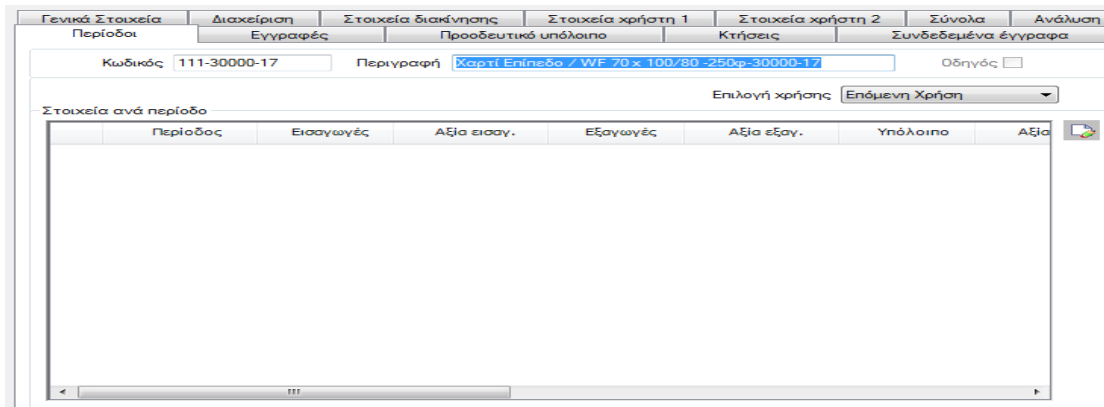 Γενικά Στοιχεία Διαχείριση Στοιχεία διακίνησης Στοιχεία χρήστη 1 Στοιχεία χρήστη 2 Σύνολα Ανάλυση
Περίοδοι Εγγραφές Προοδευτικό υπόλοιπο Κτήσεις Συνδεδεμένα έγγραφα
Κωδικός 111-30000-17 Περιγραφή Χαρτί Επίπεδο / WF 70 x 100/80 -250φ-30000-17 Οδηγός
Επιλογή χρήσης Επόμενη Χρήση
Στοιχεία ανά περίοδο
Περίοδος Εισαγωγές Αξία εισαγ. Εξαγωγές Αξία εξαγ. Υπόλοιπο Αξία